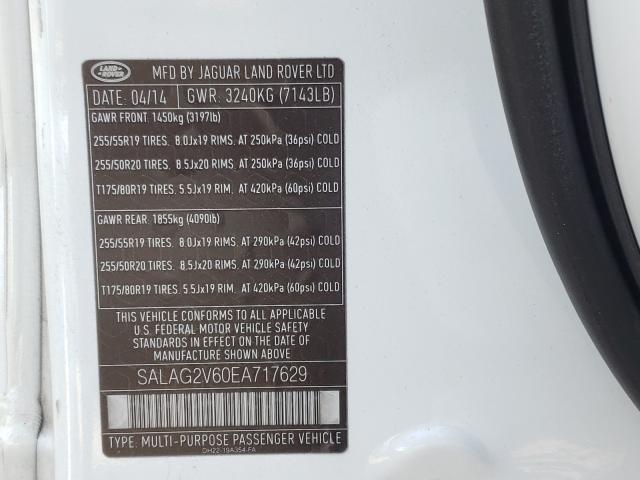 LAND ROVER
MFD BY JAGUAR LAND ROVER LTD
DATE: 04/14 GWR: 3240KG (7143LB)
GAWR FRONT. 1450kg (3197lb)
255/55R19 TIRES. 8.0Jx19 RIMS. AT 250kPa (36psi) COLD
255/50R20 TIRES. 8.5Jx20 RIMS. AT 250kPa (36psi) COLD
T175/80R19 TIRES. 5.5Jx19 RIM. AT 420kPa (60psi) COLD
GAWR REAR. 1855kg (4090lb)
255/55R19 TIRES. 8.0Jx19 RIMS. AT 290kPa (42psi) COLD
255/50R20 TIRES. 8.5Jx20 RIMS. AT 290kPa (42psi) COLD
T175/80R19 TIRES. 5.5Jx19 RIM. AT 420kPa (60psi) COLD
THIS VEHICLE CONFORMS TO ALL APPLICABLE
U.S. FEDERAL MOTOR VEHICLE SAFETY
STANDARDS IN EFFECT ON THE DATE OF
MANUFACTURE SHOWN ABOVE.
SALAG2V60EA717629
TYPE: MULTI-PURPOSE PASSENGER VEHICLE
DH22-19A354-FA